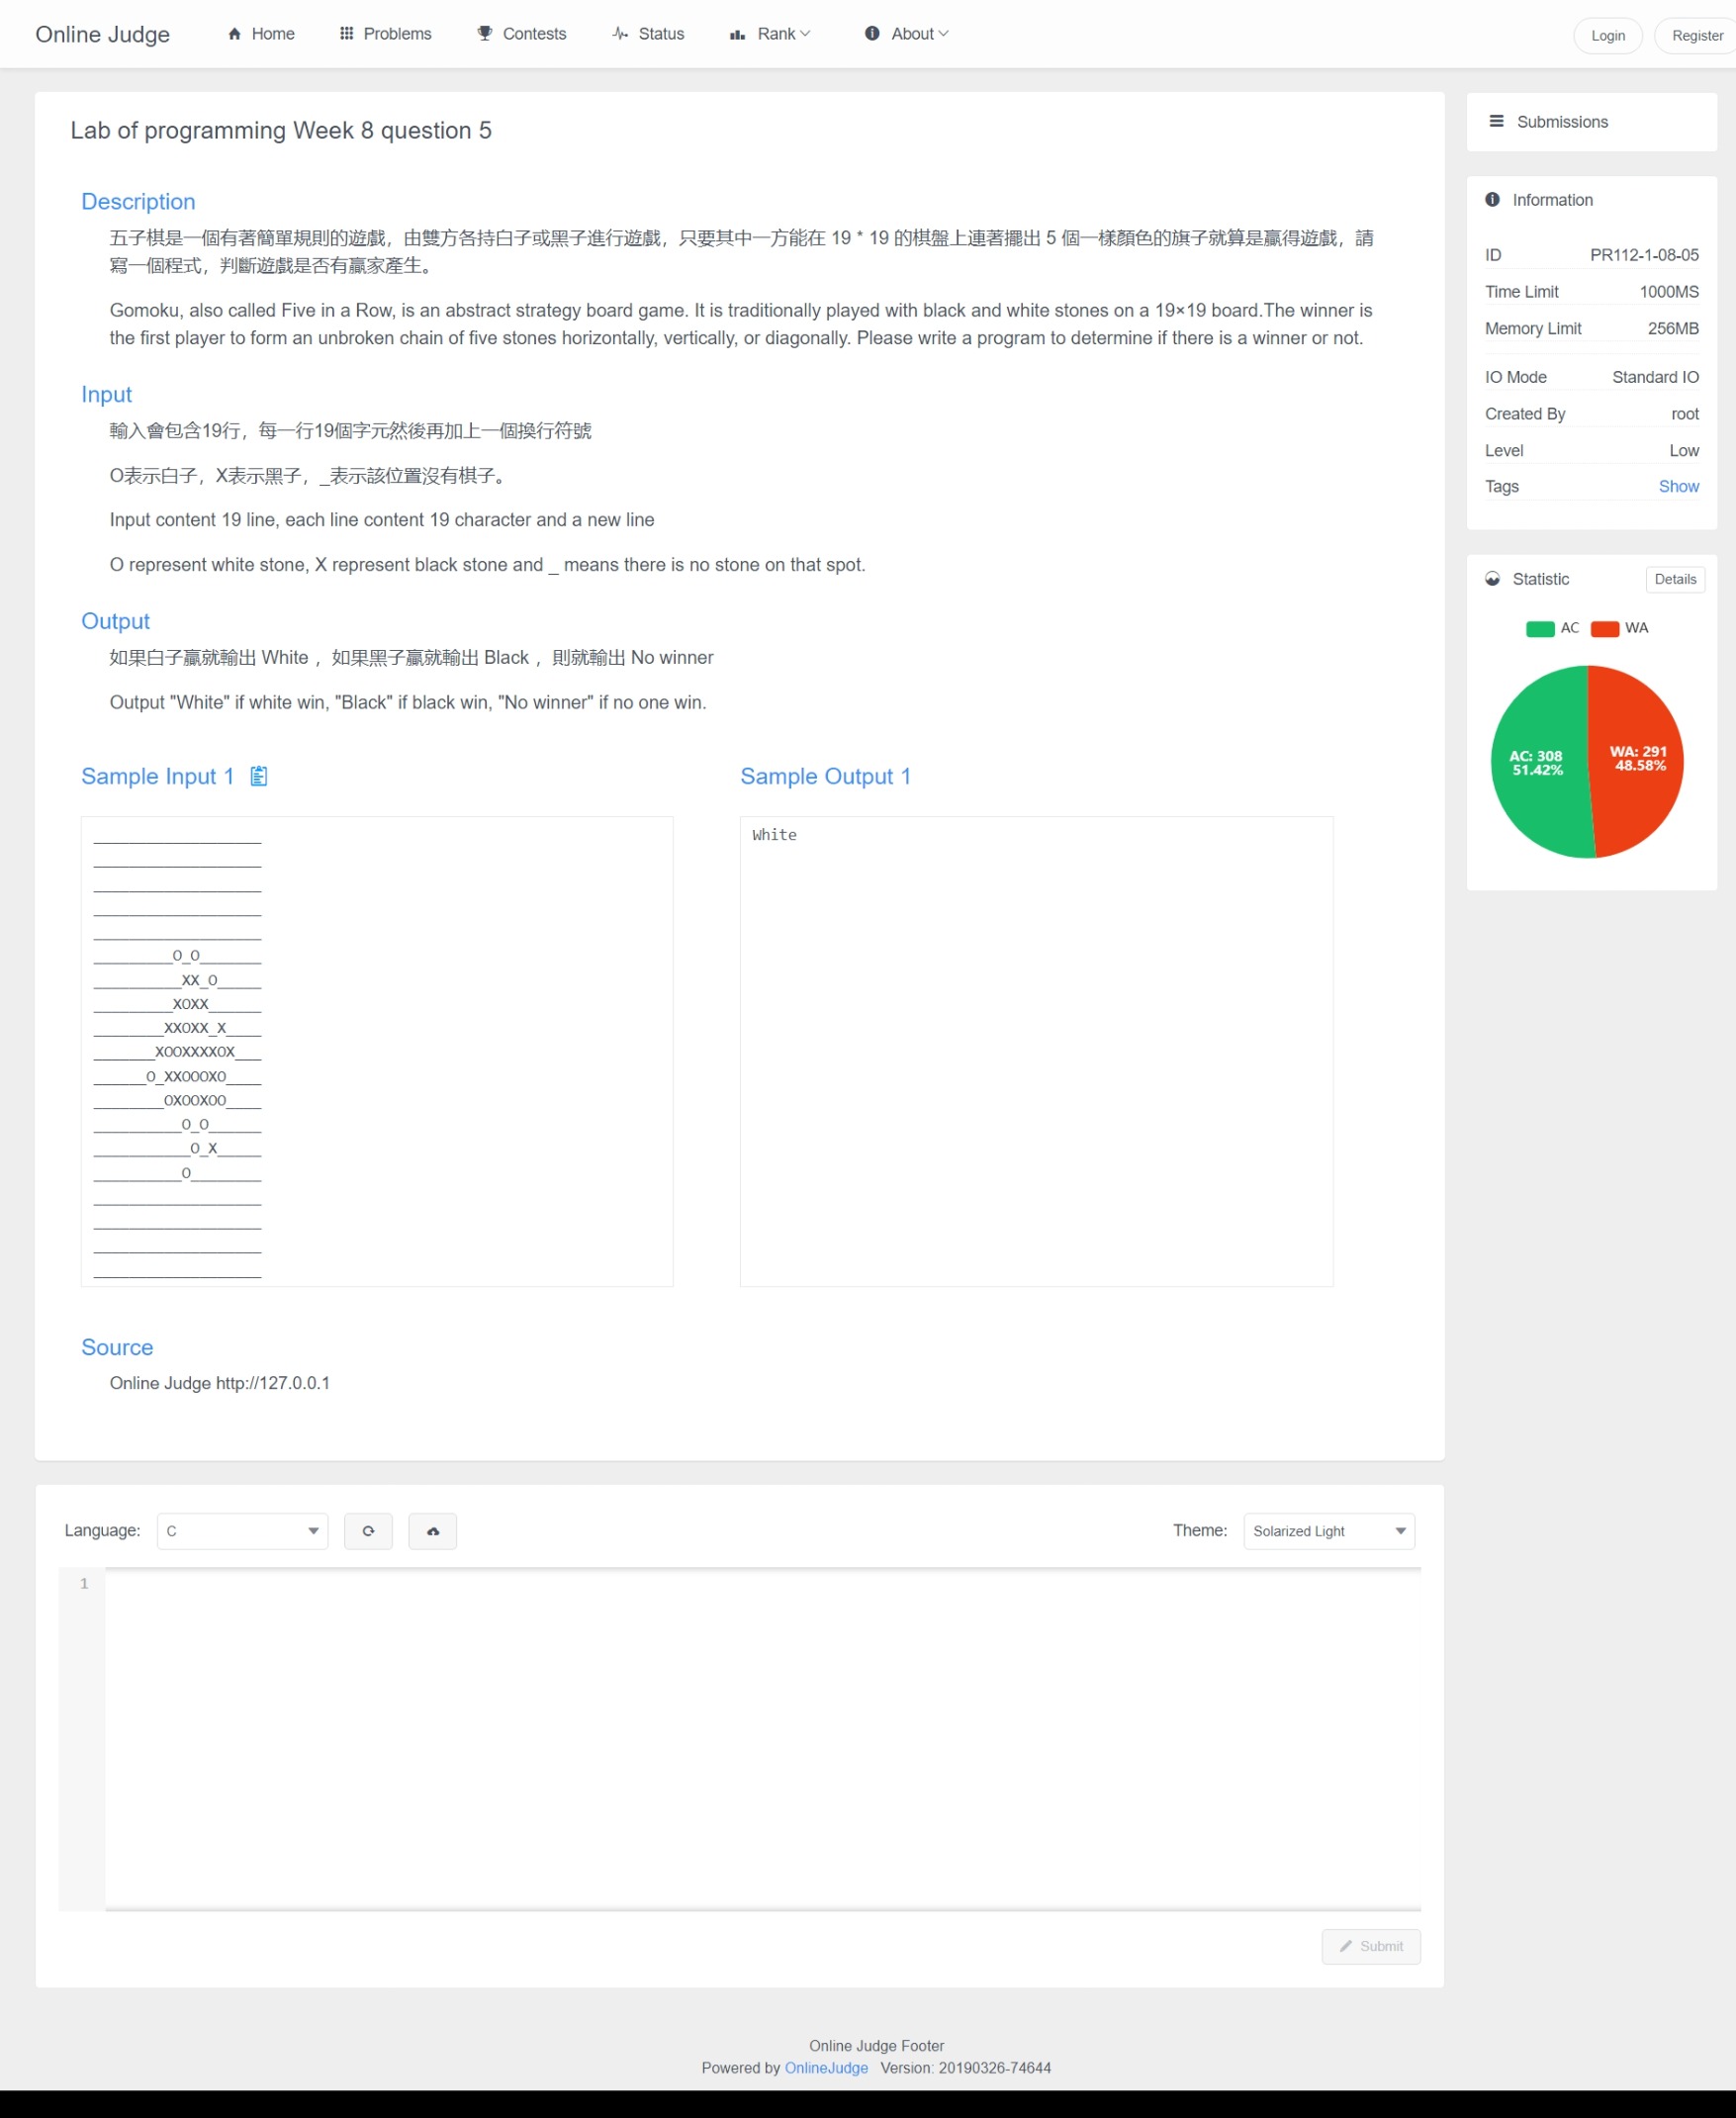 Online Judge Home Problems Contests Status Rank About Login Register
Lab of programming Week 8 question 5
Description
五子棋是一個有著簡單規則的遊戲，由雙方各持白子或黑子進行遊戲，只要其中一方能在 19 * 19 的棋盤上連著擺出 5 個一樣顏色的旗子就算是贏得遊戲，請
寫一個程式，判斷遊戲是否有贏家產生。
Gomoku, also called Five in a Row, is an abstract strategy board game. It is traditionally played with black and white stones on a 19×19 board.The winner is
the first player to form an unbroken chain of five stones horizontally, vertically, or diagonally. Please write a program to determine if there is a winner or not.
Input
輸入會包含19行，每一行19個字元然後再加上一個換行符號
O表示白子，X表示黑子，_表示該位置沒有棋子。
Input content 19 line, each line content 19 character and a new line
O represent white stone, X represent black stone and _ means there is no stone on that spot.
Output
如果白子贏就輸出 White ，如果黑子贏就輸出 Black ，則就輸出 No winner
Output "White" if white win, "Black" if black win, "No winner" if no one win.
Sample Input 1
___________________
___________________
___________________
___________________
___________________
_________O_O_______
__________XX_O_____
_________XOXX______
________XXOXX_X____
_______XOOXXXXOX___
______O_XXOOOXO____
________OXOOXOO____
__________O_O______
___________O_X_____
__________O________
___________________
___________________
___________________
___________________
Sample Output 1
White
Source
Online Judge http://127.0.0.1
Submissions
Information
ID PR112-1-08-05
Time Limit 1000MS
Memory Limit 256MB
IO Mode Standard IO
Created By root
Level Low
Tags Show
Statistic Details
AC WA
AC: 308
51.42%
WA: 291
48.58%
Language: C
Theme: Solarized Light
1
Submit
Online Judge Footer
Powered by OnlineJudge Version: 20190326-74644